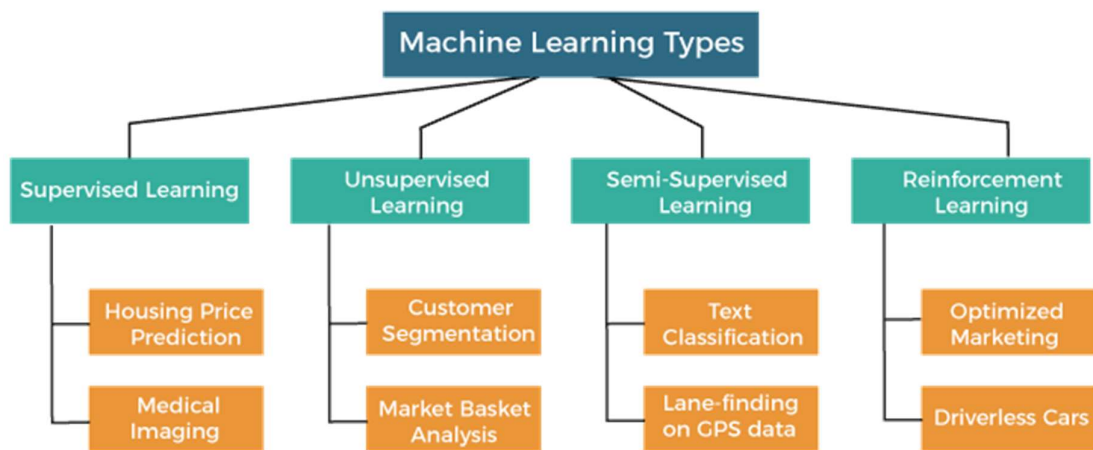 Machine Learning Types
Supervised Learning
Unsupervised
Learning
Semi-Supervised
Learning
Reinforcement
Learning
Housing Price
Prediction
Customer
Segmentation
Text
Classification
Optimized
Marketing
Medical
Imaging
Market Basket
Analysis
Lane-finding
on GPS data
Driverless Cars